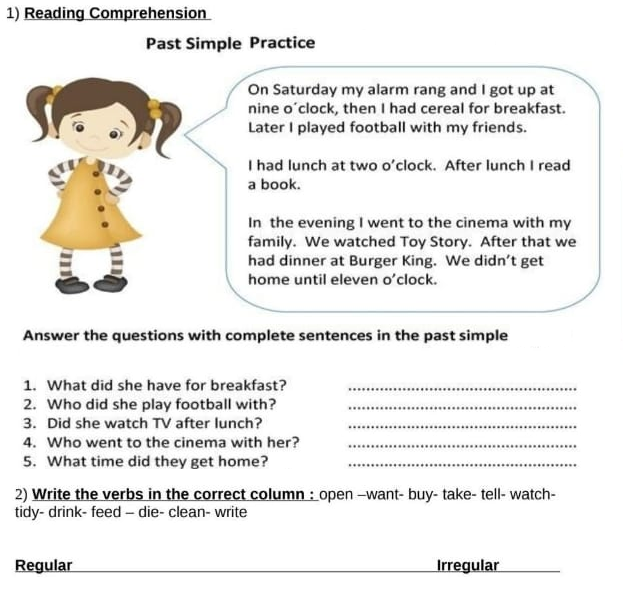 1) Reading Comprehension
Past Simple Practice
On Saturday my alarm rang and I got up at
nine o´clock, then I had cereal for breakfast.
Later I played football with my friends.
I had lunch at two o’clock. After lunch I read
a book.
In the evening I went to the cinema with my
family. We watched Toy Story. After that we
had dinner at Burger King. We didn’t get
home until eleven o’clock.
Answer the questions with complete sentences in the past simple
1. What did she have for breakfast? ................................................
2. Who did she play football with? ................................................
3. Did she watch TV after lunch? ................................................
4. Who went to the cinema with her? ................................................
5. What time did they get home? ................................................
2) Write the verbs in the correct column : open –want- buy- take- tell- watch-
tidy- drink- feed – die- clean- write
Regular Irregular